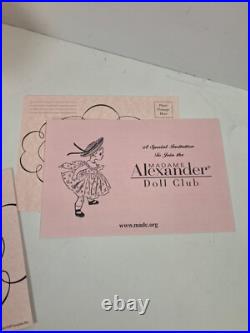 Place
Postage
Here
A Special Invitation
To Join the
MADAME
Alexander®
Doll Club
www.madc.org